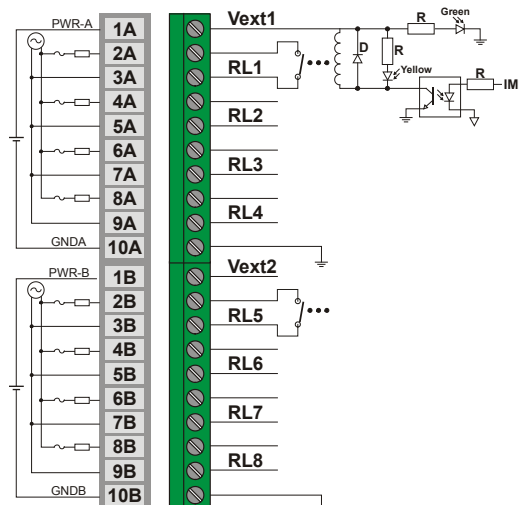 PWR-A 1A Vext1 R Green
2A D R
3A RL1 Yellow R IM
4A
5A RL2
6A
7A RL3
8A
9A RL4
GNDA 10A
PWR-B 1B Vext2
2B
3B RL5
4B
5B RL6
6B
7B RL7
8B
9B RL8
GNDB 10B